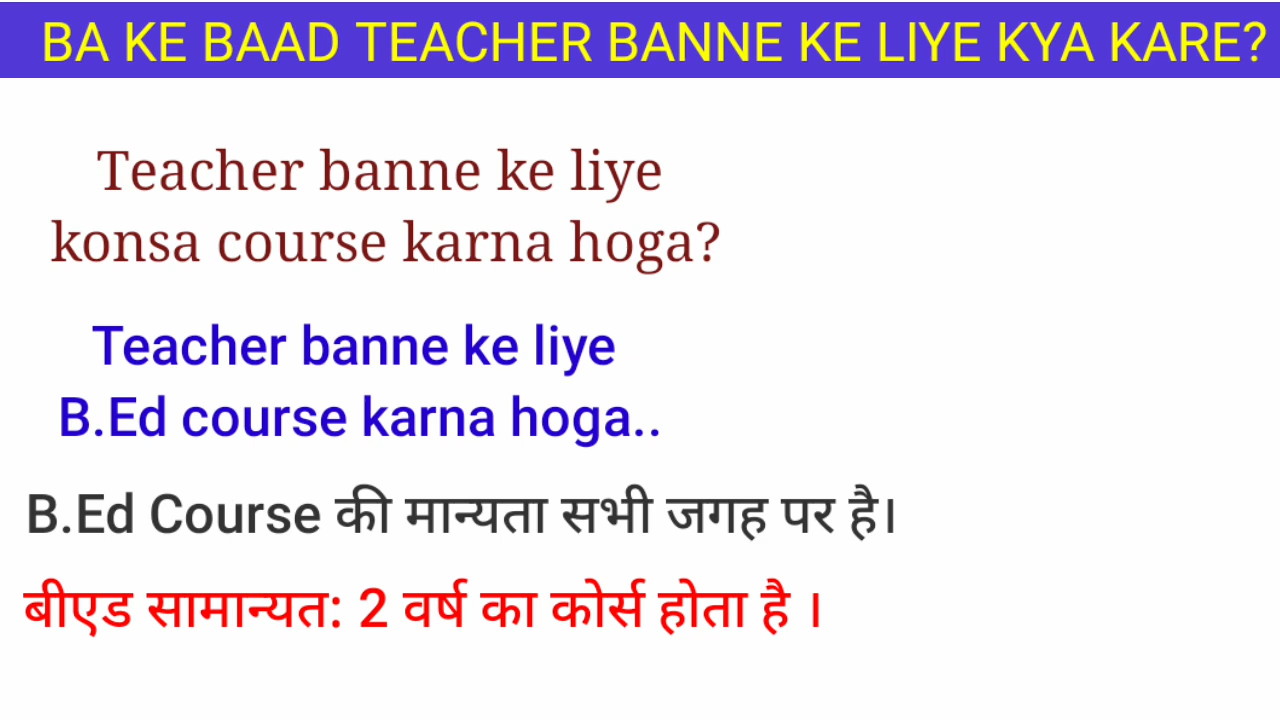 BA KE BAAD TEACHER BANNE KE LIYE KYA KARE?
Teacher banne ke liye
konsa course karna hoga?
Teacher banne ke liye
B.Ed course karna hoga..
B.Ed Course की मान्यता सभी जगह पर है।
बीएड सामान्यत: 2 वर्ष का कोर्स होता है ।